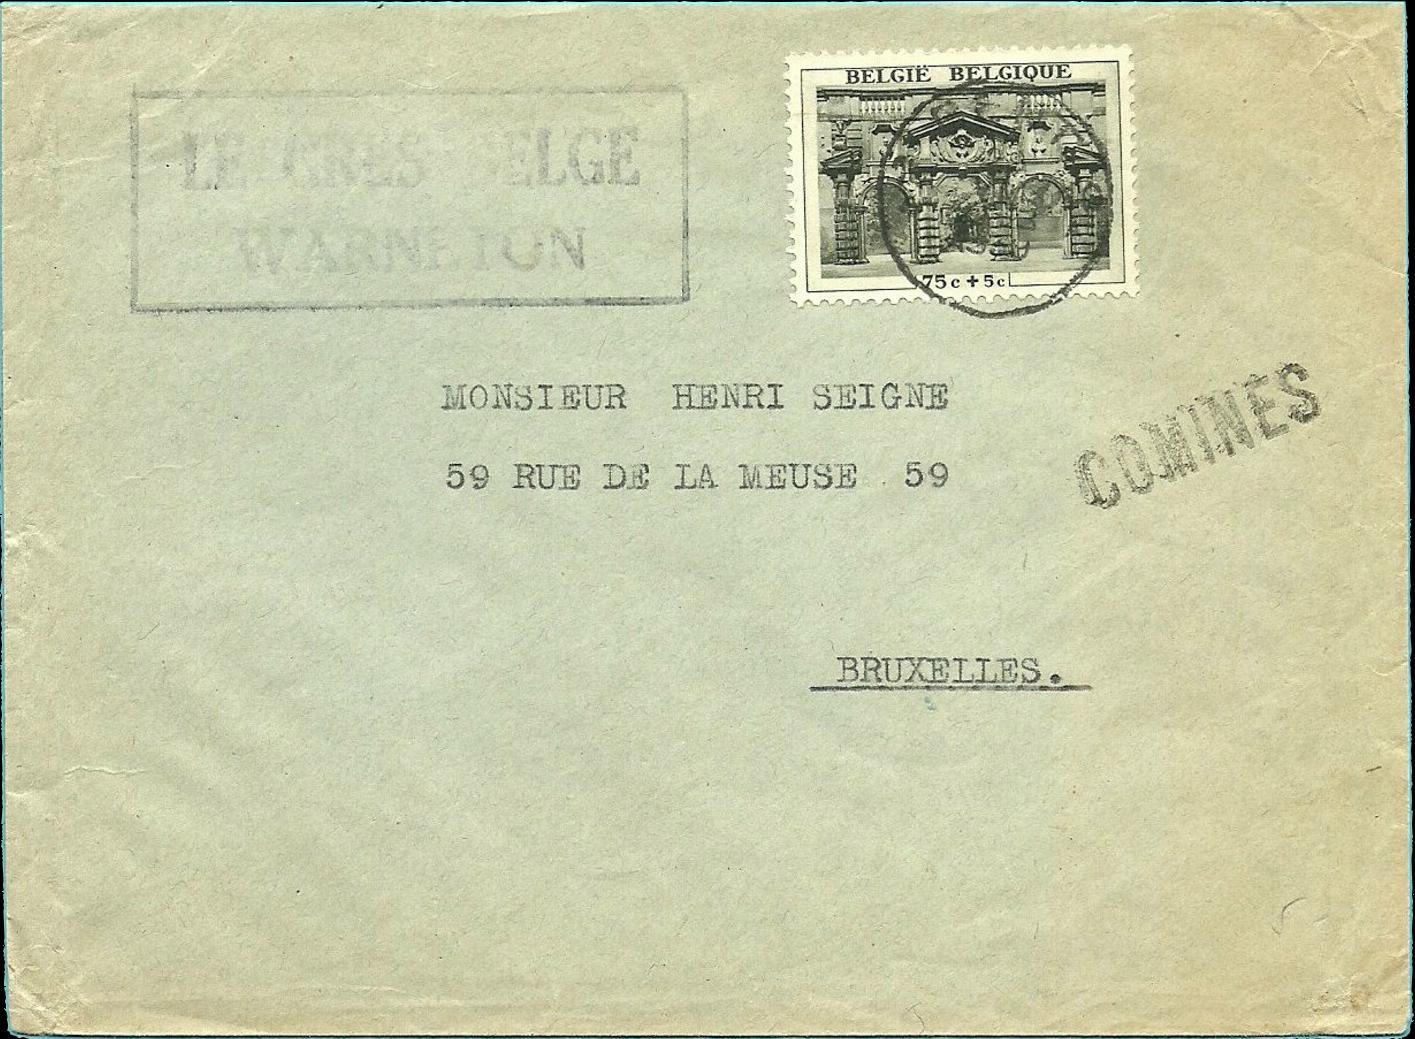 LE GRES BELGE
WARNETON
BELGIË BELGIQUE
75c + 5c
MONSIEUR HENRI SEIGNE
59 RUE DE LA MEUSE 59
COMINES
BRUXELLES.